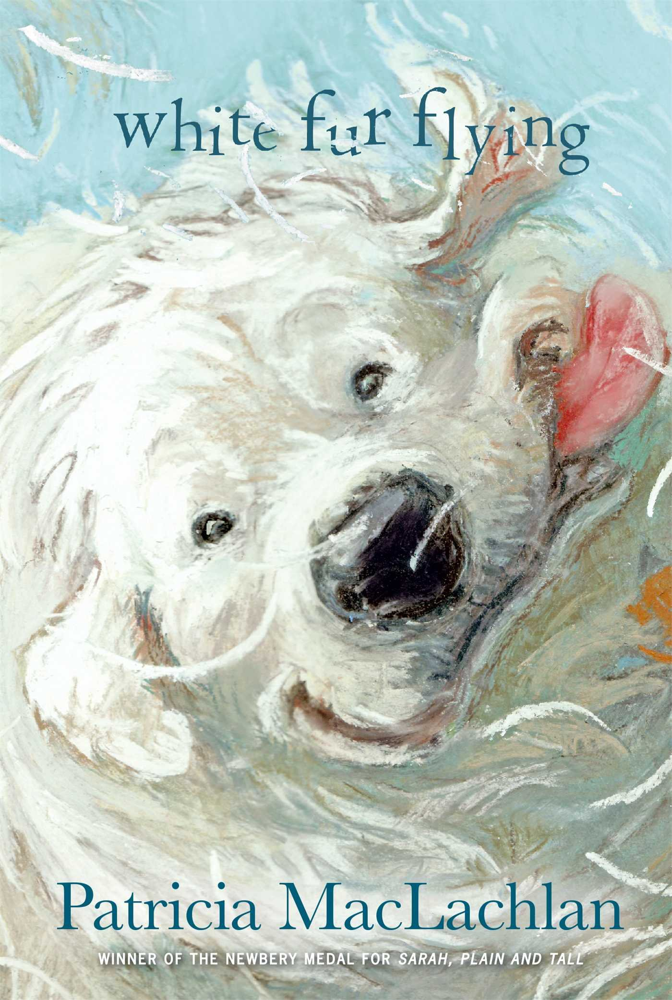 white fur flying
Patricia MacLachlan
WINNER OF THE NEWBERY MEDAL FOR SARAH, PLAIN AND TALL